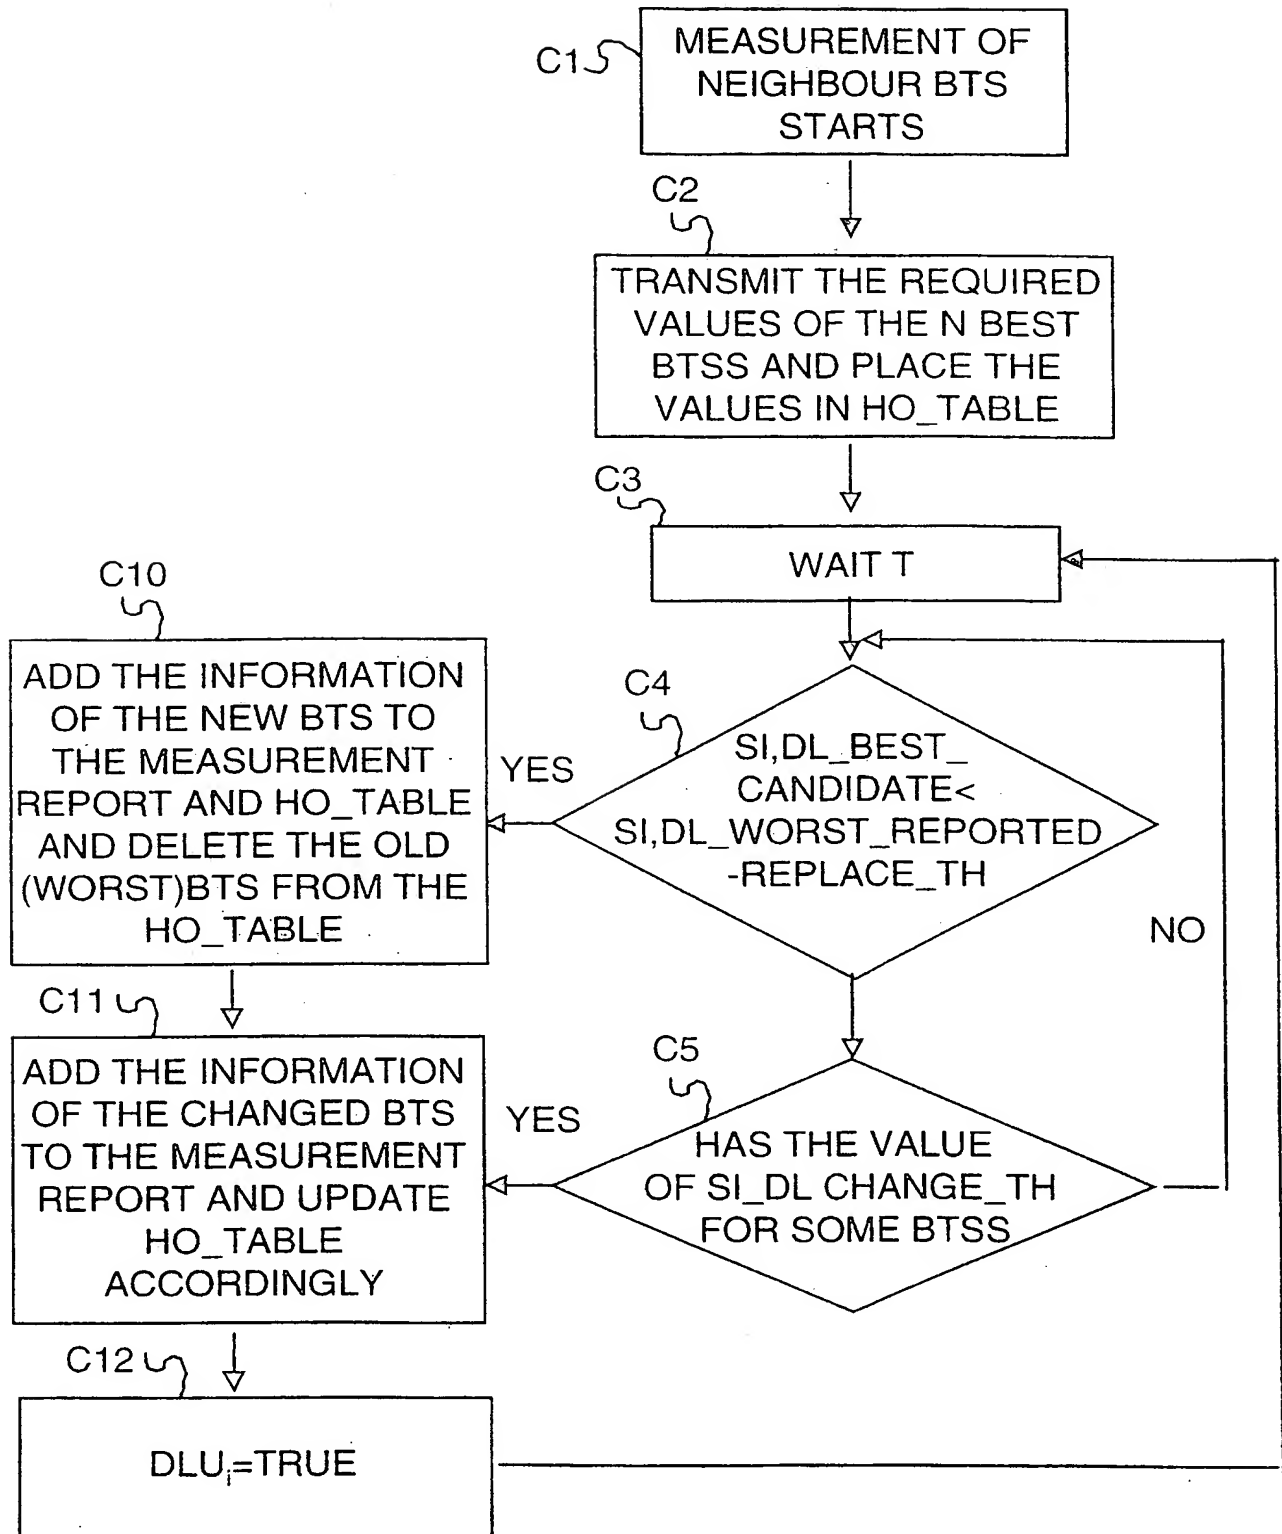 C1
MEASUREMENT OF
NEIGHBOUR BTS
STARTS
C2
TRANSMIT THE REQUIRED
VALUES OF THE N BEST
BTSS AND PLACE THE
VALUES IN HO_TABLE
C3
WAIT T
C10
ADD THE INFORMATION
OF THE NEW BTS TO
THE MEASUREMENT
REPORT AND HO_TABLE
AND DELETE THE OLD
(WORST)BTS FROM THE
HO_TABLE
YES
C4
SI,DL_BEST_
CANDIDATE<
SI,DL_WORST_REPORTED
-REPLACE_TH
NO
C11
ADD THE INFORMATION
OF THE CHANGED BTS
TO THE MEASUREMENT
REPORT AND UPDATE
HO_TABLE
ACCORDINGLY
YES
C5
HAS THE VALUE
OF SI_DL CHANGE_TH
FOR SOME BTSS
C12
DLUi=TRUE